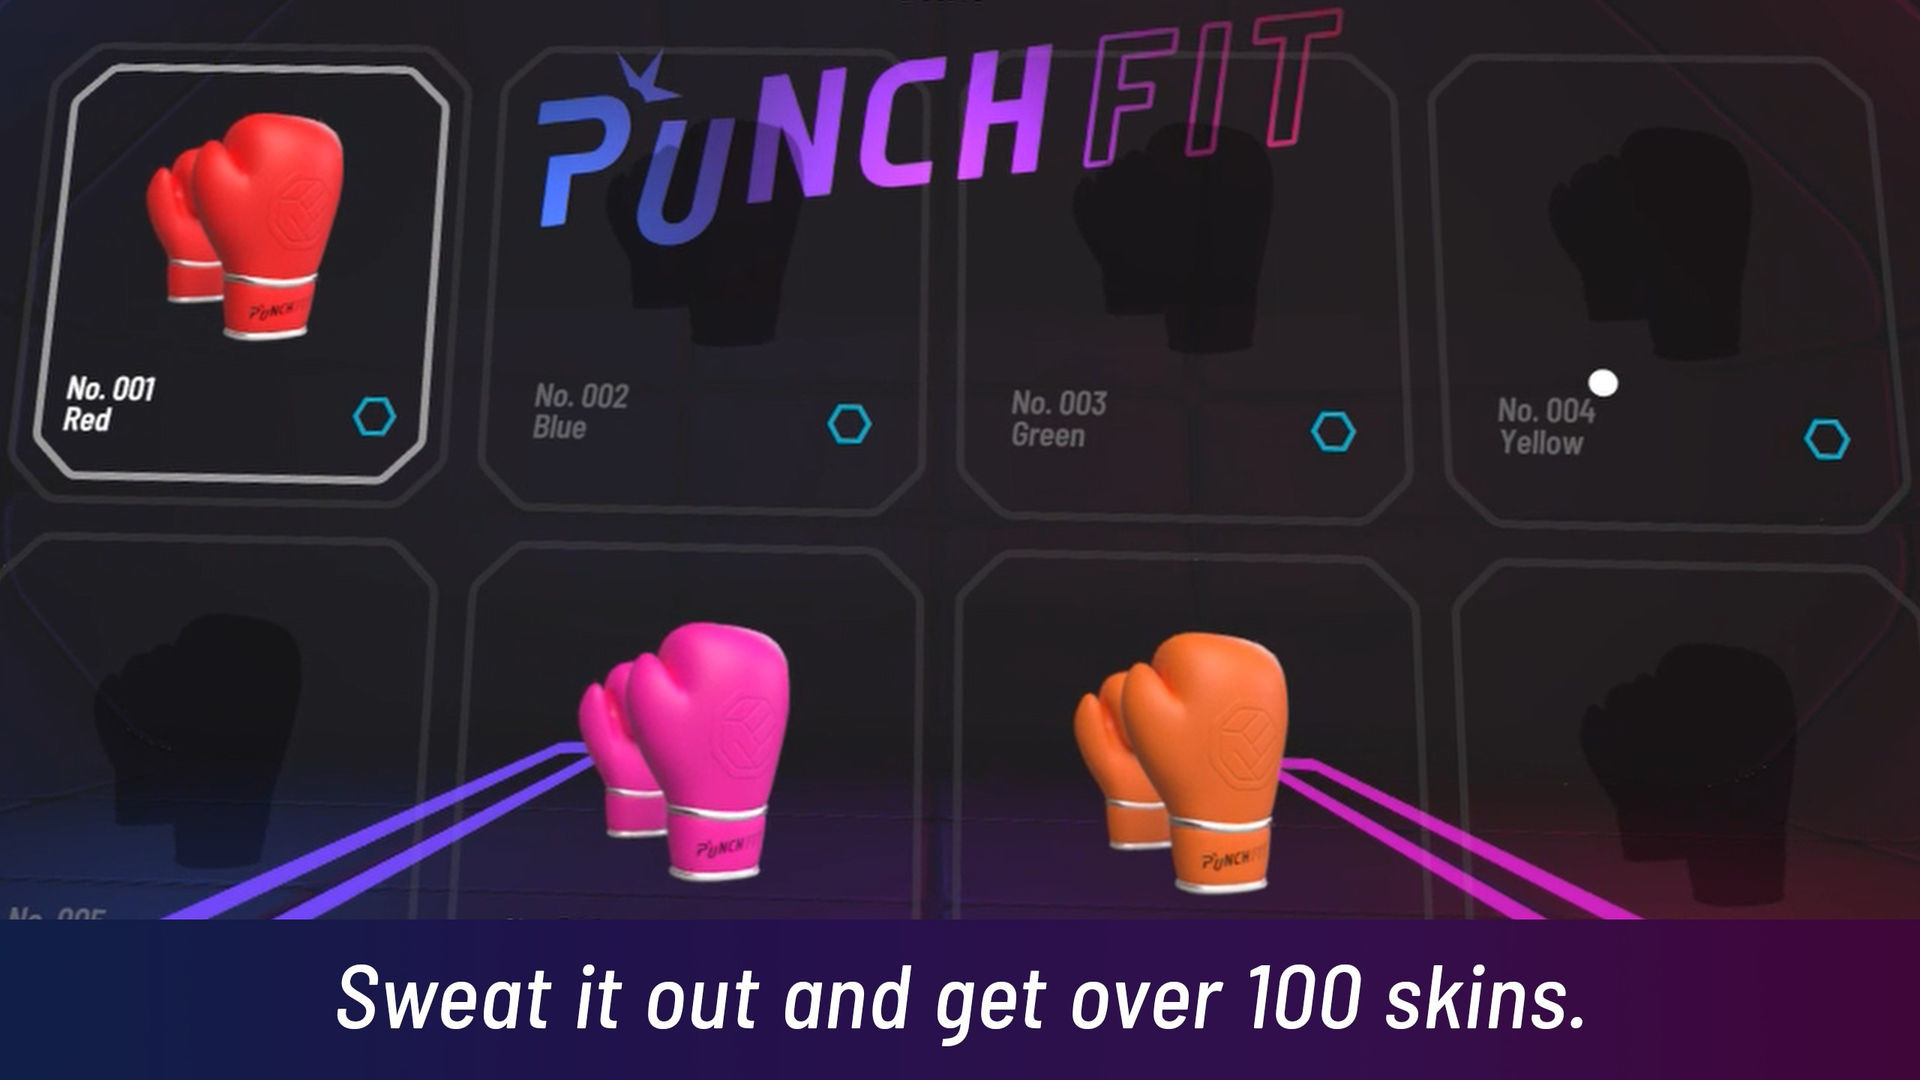 PUNCH FIT
No. 001
Red
No. 002
Blue
No. 003
Green
No. 004
Yellow
PUNCH
PUNCH
PUNCH
Sweat it out and get over 100 skins.